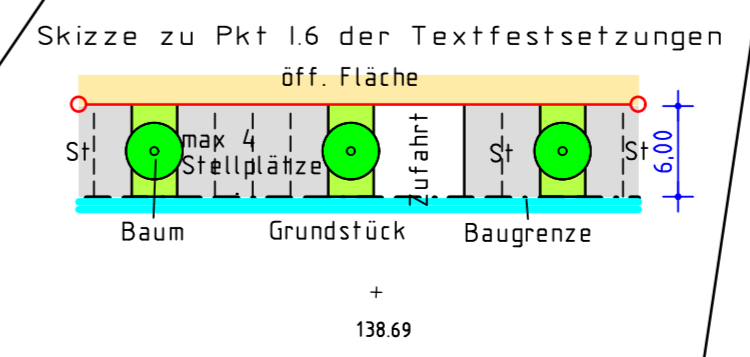 Skizze zu Pkt I.6 der Textfestsetzungen
öff. Fläche
St
max 4
Stellplätze
Zufahrt
St
St
6,00
Baum
Grundstück
Baugrenze
138.69